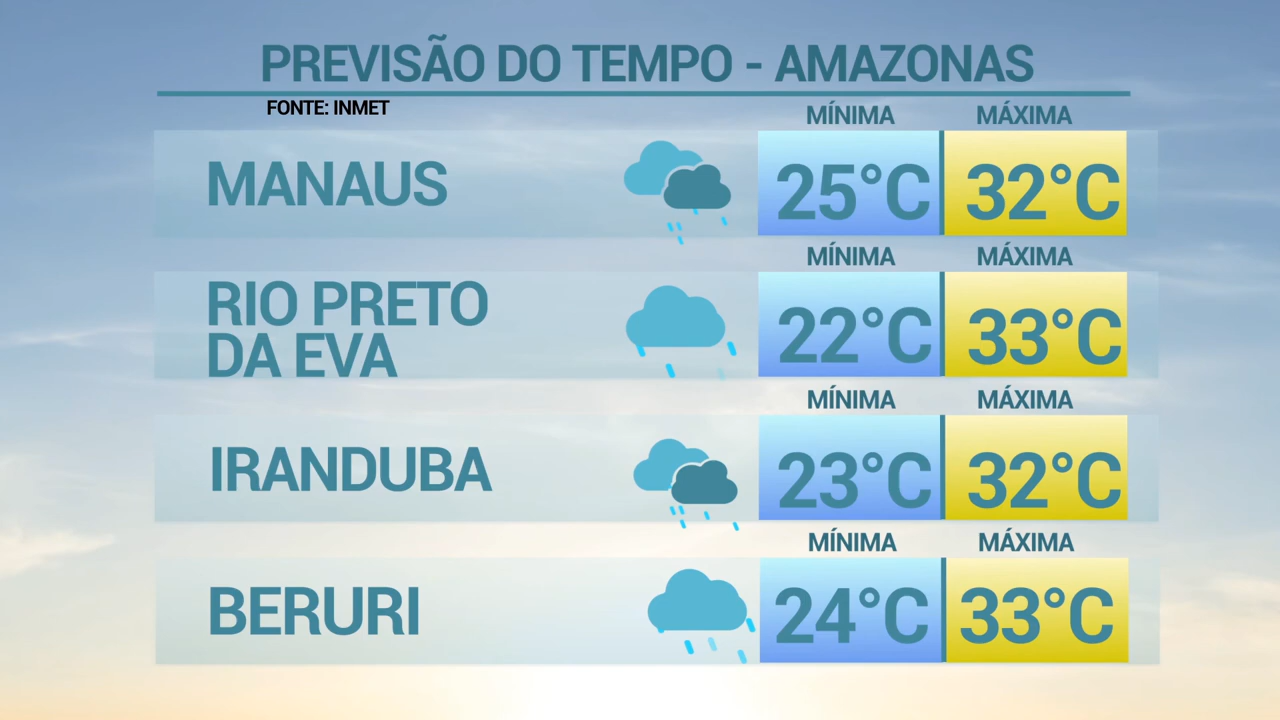 PREVISÃO DO TEMPO - AMAZONAS
FONTE: INMET
MÍNIMA MÁXIMA
MANAUS 25°C 32°C
MÍNIMA MÁXIMA
RIO PRETO
DA EVA 22°C 33°C
MÍNIMA MÁXIMA
IRANDUBA 23°C 32°C
MÍNIMA MÁXIMA
BERURI 24°C 33°C